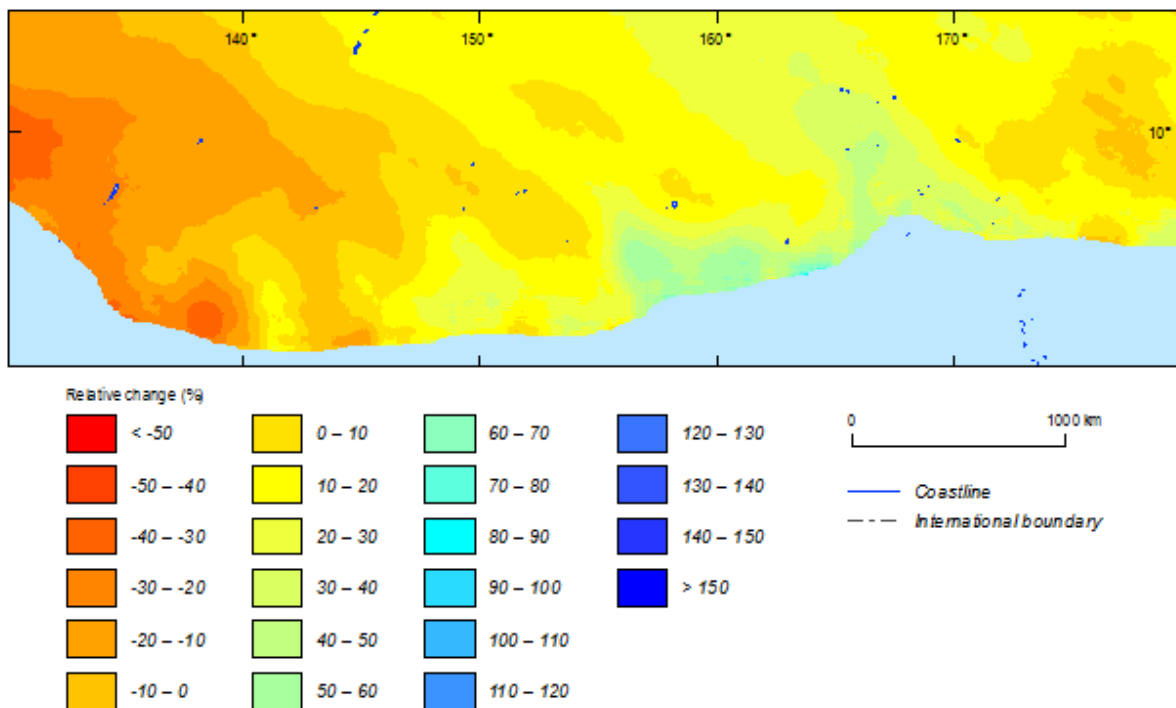 140° 150° 160° 170°
10°
Relative change (%)
< -50
-50 – -40
-40 – -30
-30 – -20
-20 – -10
-10 – 0
0 – 10
10 – 20
20 – 30
30 – 40
40 – 50
50 – 60
60 – 70
70 – 80
80 – 90
90 – 100
100 – 110
110 – 120
120 – 130
130 – 140
140 – 150
> 150
0 1000 km
Coastline
International boundary